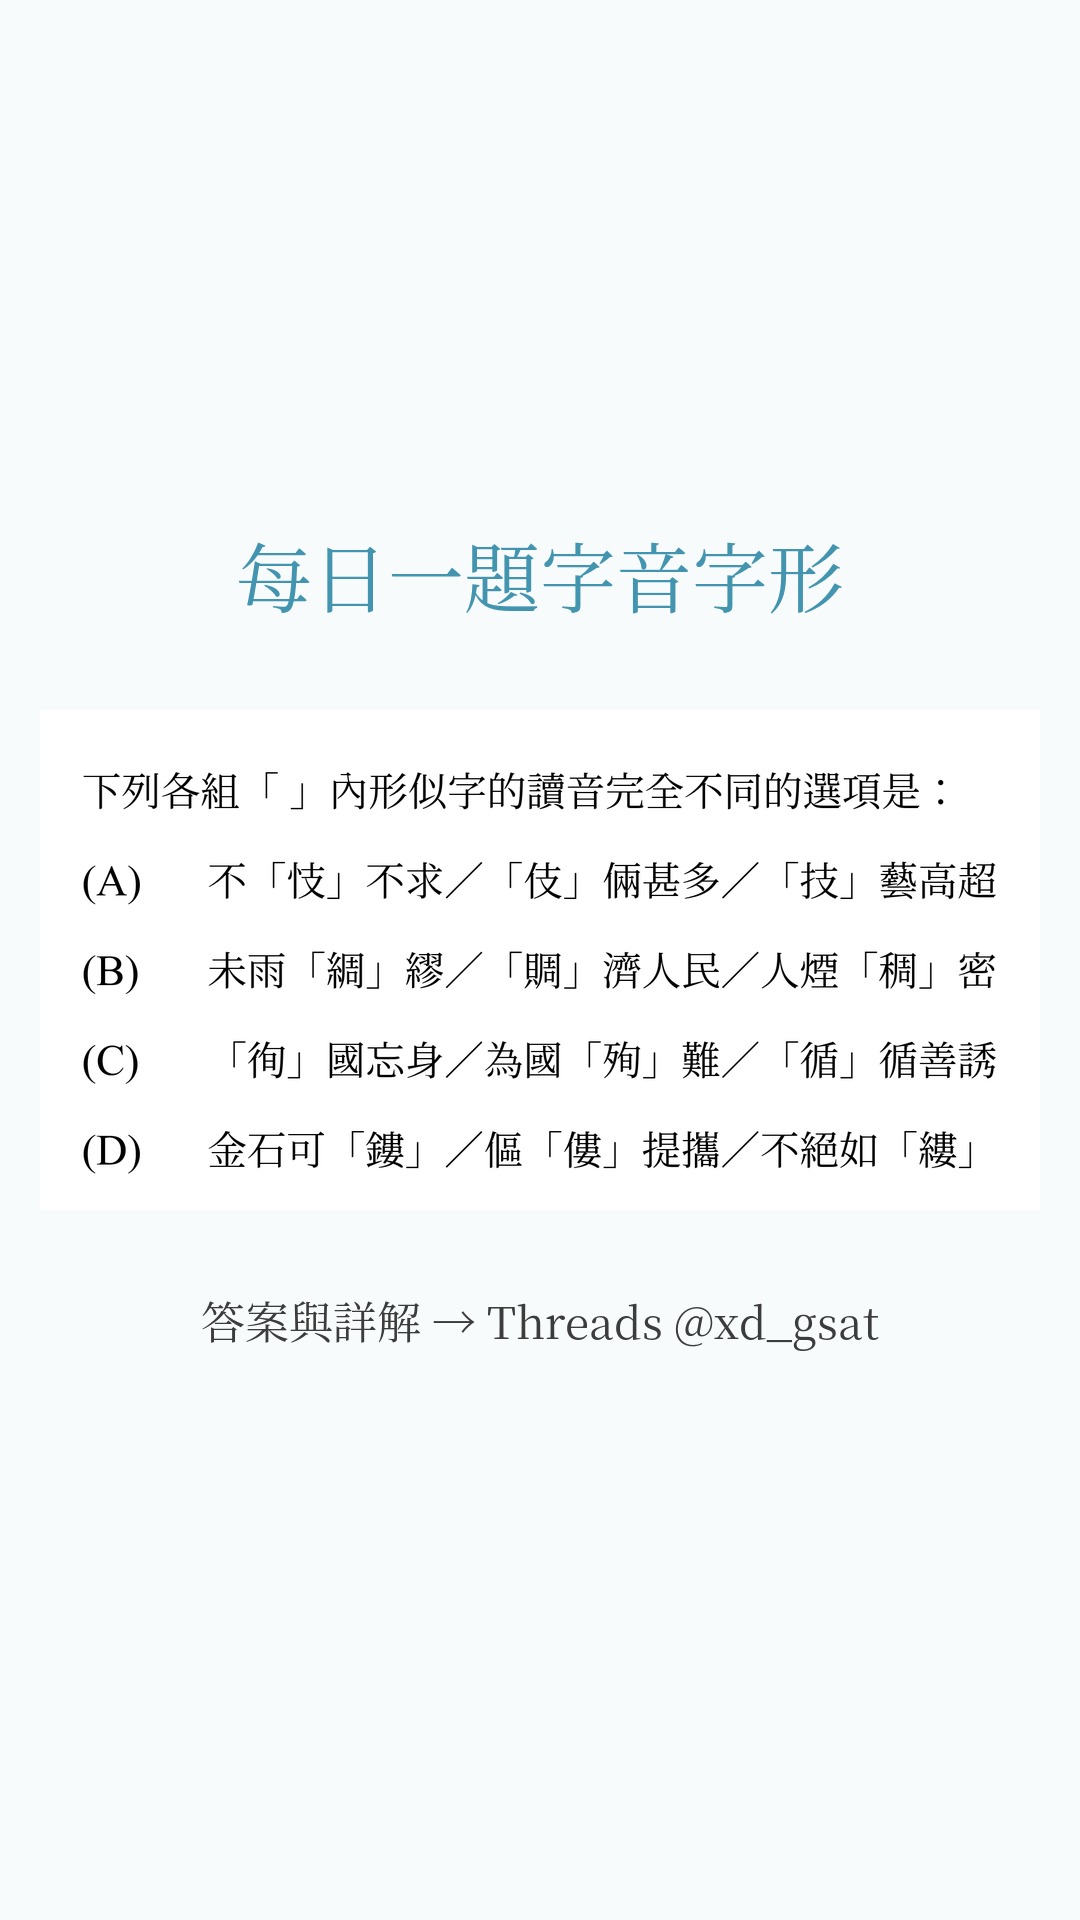 每日一題字音字形
下列各組「 」內形似字的讀音完全不同的選項是：
(A) 不「忮」不求／「伎」倆甚多／「技」藝高超
(B) 未雨「綢」繆／「賙」濟人民／人煙「稠」密
(C) 「徇」國忘身／為國「殉」難／「循」循善誘
(D) 金石可「鏤」／傴「僂」提攜／不絕如「縷」
答案與詳解 → Threads @xd_gsat